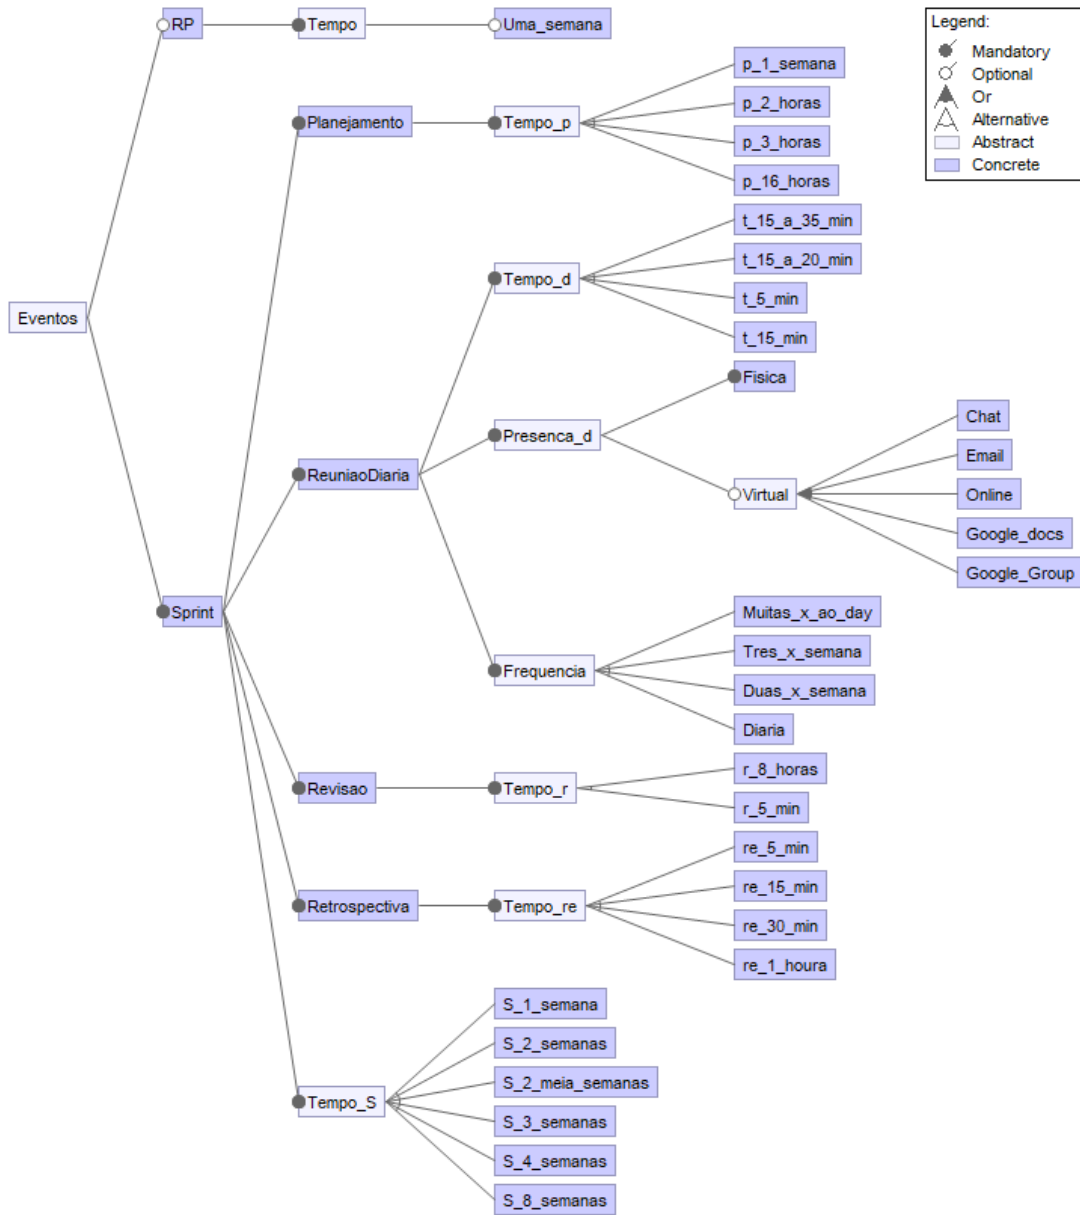 RP
Tempo
Uma_semana
Legend:
Mandatory
Optional
Or
Alternative
Abstract
Concrete
Planejamento
Tempo_p
p_1_semana
p_2_horas
p_3_horas
p_16_horas
Eventos
Tempo_d
t_15_a_35_min
t_15_a_20_min
t_5_min
t_15_min
ReuniaoDiaria
Presenca_d
Fisica
Virtual
Chat
Email
Online
Google_docs
Google_Group
Sprint
Frequencia
Muitas_x_ao_day
Tres_x_semana
Duas_x_semana
Diaria
Revisao
Tempo_r
r_8_horas
r_5_min
Retrospectiva
Tempo_re
re_5_min
re_15_min
re_30_min
re_1_houra
Tempo_S
S_1_semana
S_2_semanas
S_2_meia_semanas
S_3_semanas
S_4_semanas
S_8_semanas